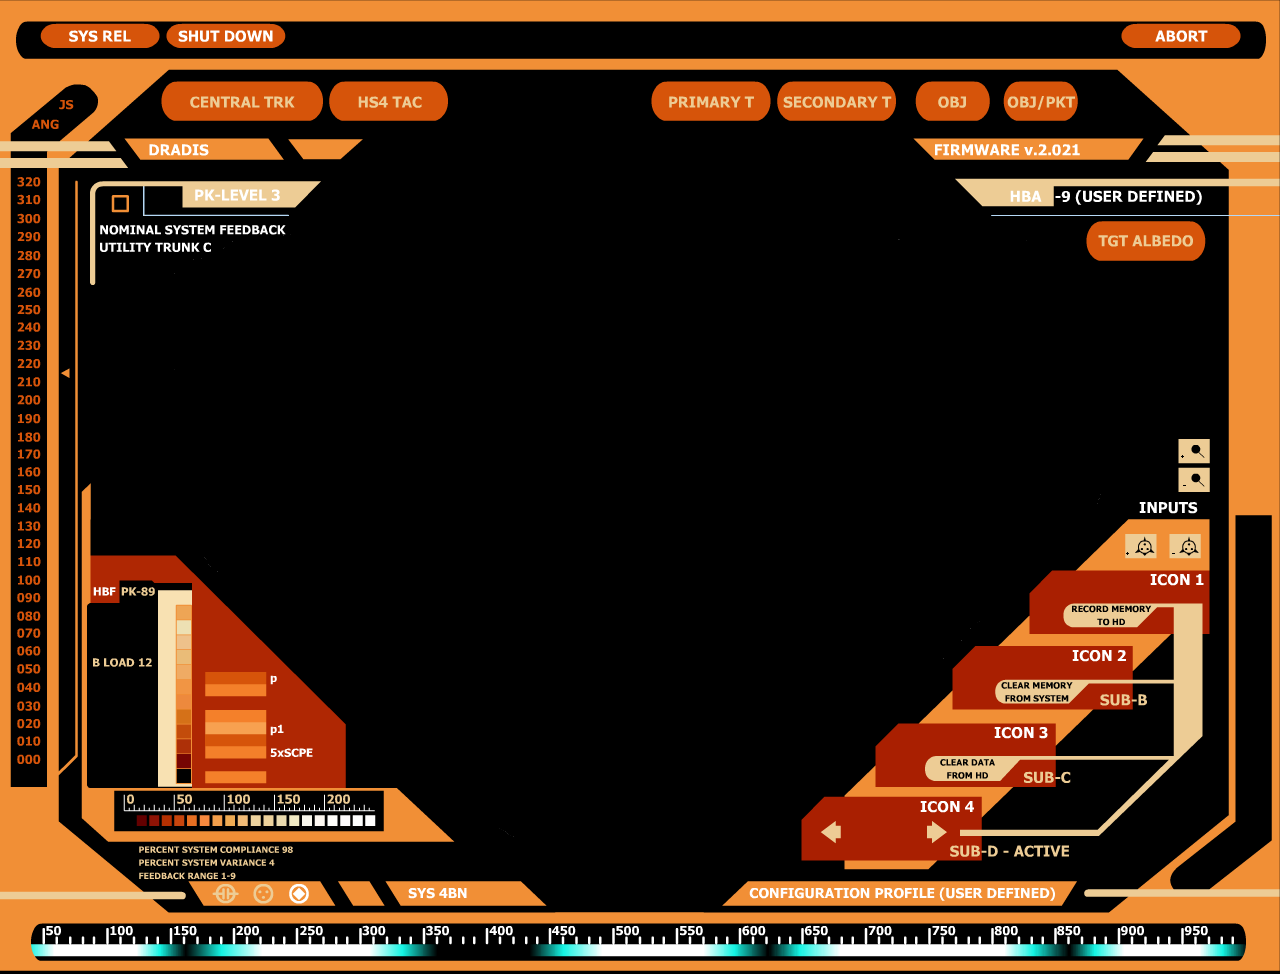 SYS REL SHUT DOWN ABORT
JS
ANG
CENTRAL TRK HS4 TAC PRIMARY T SECONDARY T OBJ OBJ/PKT
DRADIS FIRMWARE v.2.021
PK-LEVEL 3 HBA -9 (USER DEFINED)
NOMINAL SYSTEM FEEDBACK
UTILITY TRUNK C
TGT ALBEDO
320
310
300
290
280
270
260
250
240
230
220
210
200
190
180
170
160
150
140
130
120
110
100
090
080
070
060
050
040
030
020
010
000
INPUTS
ICON 1
RECORD MEMORY
TO HD
ICON 2
CLEAR MEMORY
FROM SYSTEM
SUB-B
ICON 3
CLEAR DATA
FROM HD
SUB-C
ICON 4
SUB-D - ACTIVE
HBF PK-89
B LOAD 12
p
p1
5xSCPE
0 50 100 150 200
PERCENT SYSTEM COMPLIANCE 98
PERCENT SYSTEM VARIANCE 4
FEEDBACK RANGE 1-9
SYS 4BN CONFIGURATION PROFILE (USER DEFINED)
50 100 150 200 250 300 350 400 450 500 550 600 650 700 750 800 850 900 950